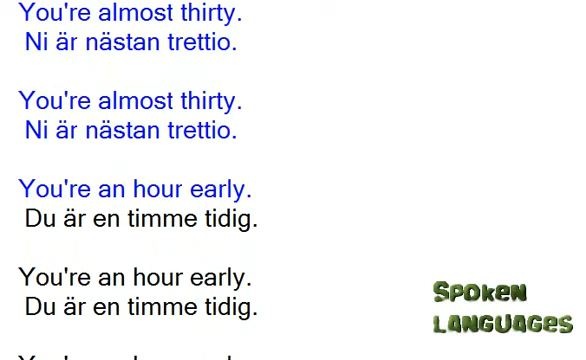 You're almost thirty.
Ni är nästan trettio.
You're almost thirty.
Ni är nästan trettio.
You're an hour early.
Du är en timme tidig.
You're an hour early.
Du är en timme tidig.
Spoken
Languages